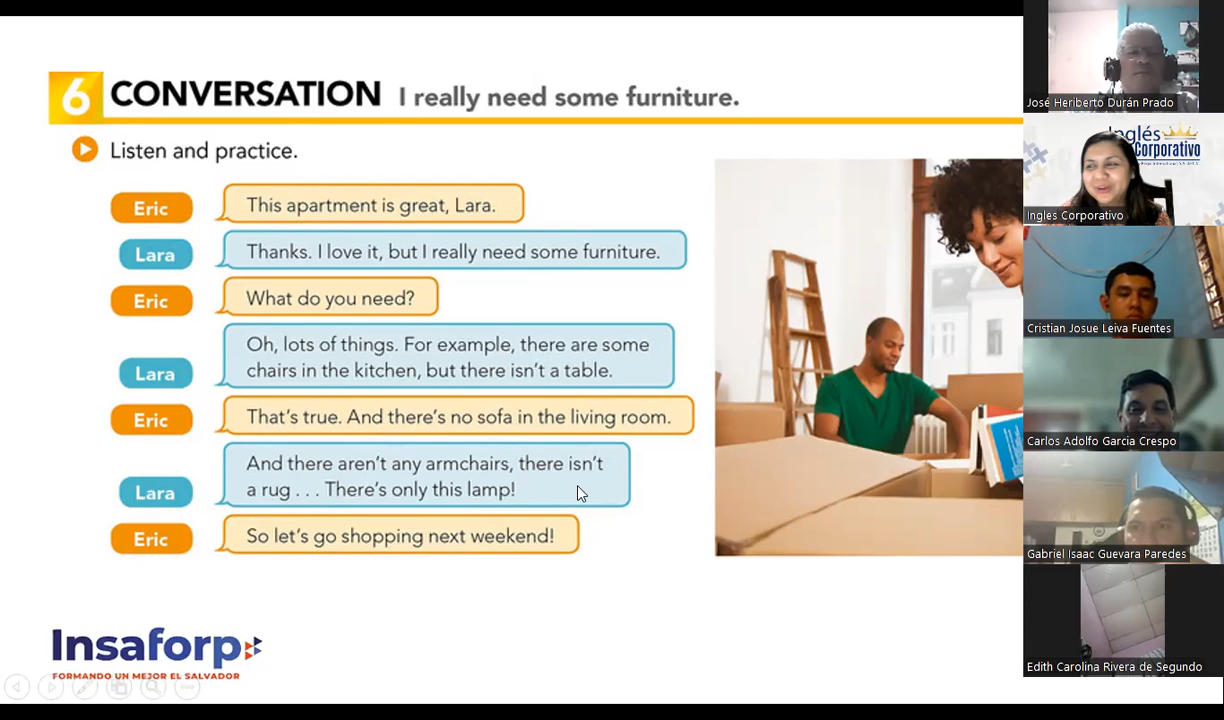 6 CONVERSATION I really need some furniture.
Listen and practice.
Eric
This apartment is great, Lara.
Lara
Thanks. I love it, but I really need some furniture.
Eric
What do you need?
Lara
Oh, lots of things. For example, there are some
chairs in the kitchen, but there isn't a table.
Eric
That's true. And there's no sofa in the living room.
Lara
And there aren't any armchairs, there isn't
a rug . . . There's only this lamp!
Eric
So let's go shopping next weekend!
Insaforp
FORMANDO UN MEJOR EL SALVADOR
José Heriberto Durán Prado
Inglés
Corporativo
Ingles Corporativo
Cristian Josue Leiva Fuentes
Carlos Adolfo Garcia Crespo
Gabriel Isaac Guevara Paredes
Edith Carolina Rivera de Segundo